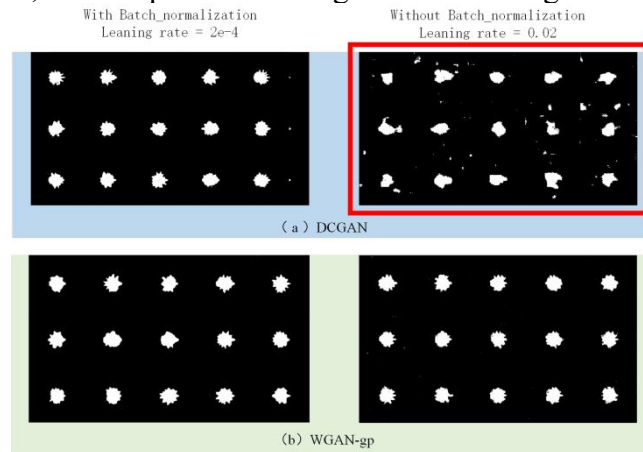 With Batch_normalization
Leaning rate = 2e-4
Without Batch_normalization
Leaning rate = 0.02
(a) DCGAN
(b) WGAN-gp